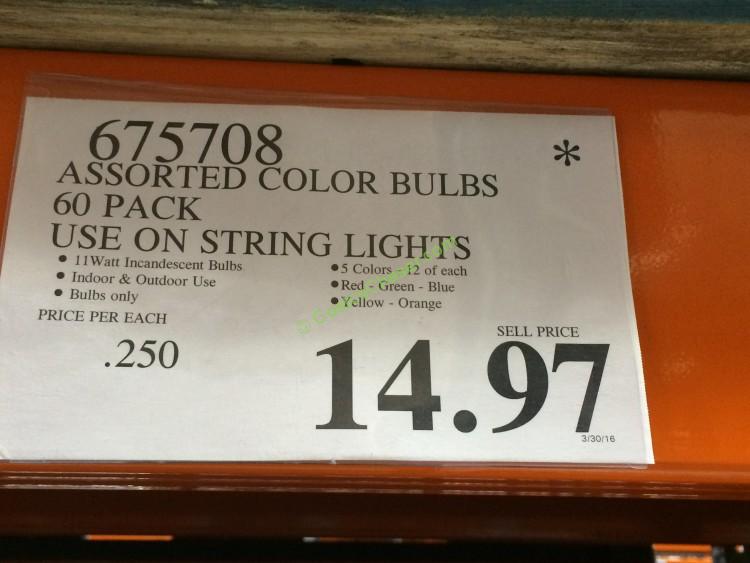 675708
*
ASSORTED COLOR BULBS
60 PACK
USE ON STRING LIGHTS
• 11Watt Incandescent Bulbs
• Indoor & Outdoor Use
• Bulbs only
• 5 Colors - 12 of each
• Red - Green - Blue
• Yellow - Orange
PRICE PER EACH
.250
SELL PRICE
14.97
3/30/16